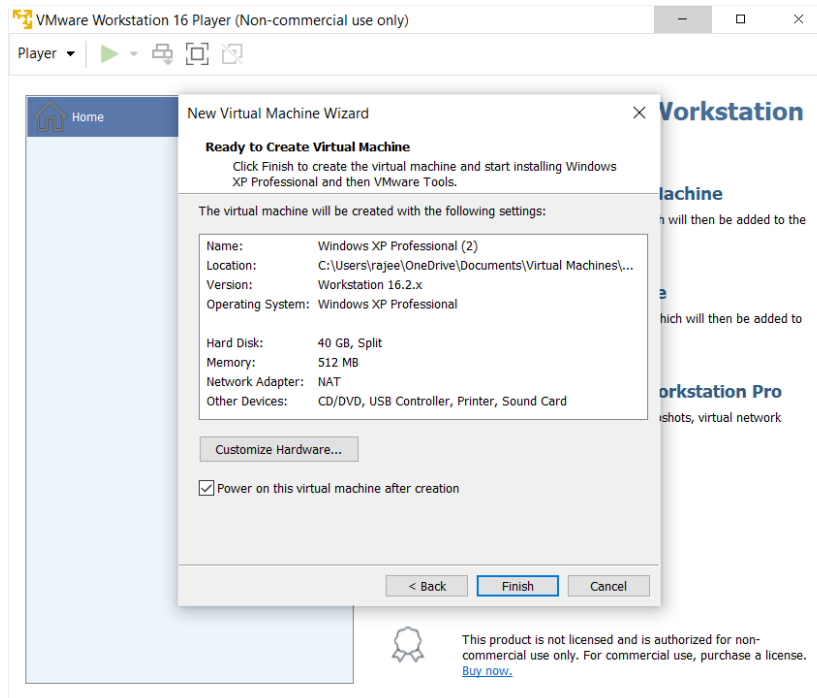 VMware Workstation 16 Player (Non-commercial use only)
Player
Home
Workstation
New Virtual Machine Wizard
Ready to Create Virtual Machine
Click Finish to create the virtual machine and start installing Windows
XP Professional and then VMware Tools.
The virtual machine will be created with the following settings:
Name: Windows XP Professional (2)
Location: C:\Users\rajee\OneDrive\Documents\Virtual Machines\...
Version: Workstation 16.2.x
Operating System: Windows XP Professional
Hard Disk: 40 GB, Split
Memory: 512 MB
Network Adapter: NAT
Other Devices: CD/DVD, USB Controller, Printer, Sound Card
Customize Hardware...
Power on this virtual machine after creation
< Back Finish Cancel
achine
will then be added to the
hich will then be added to
orkstation Pro
shots, virtual network
This product is not licensed and is authorized for non-
commercial use only. For commercial use, purchase a license.
Buy now.